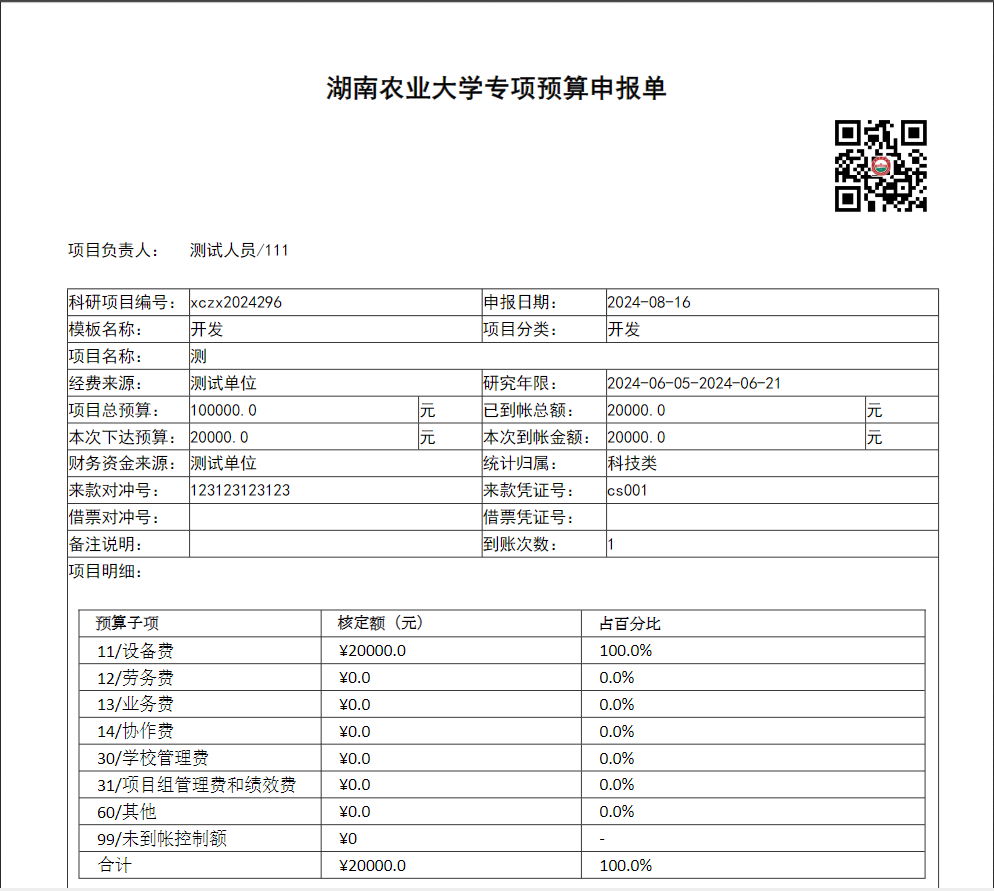 湖南农业大学专项预算申报单
项目负责人： 测试人员/111
科研项目编号： xczx2024296 申报日期： 2024-08-16
模板名称： 开发 项目分类： 开发
项目名称： 测
经费来源： 测试单位 研究年限： 2024-06-05-2024-06-21
项目总预算： 100000.0 元 已到帐总额： 20000.0 元
本次下达预算： 20000.0 元 本次到帐金额： 20000.0 元
财务资金来源： 测试单位 统计归属： 科技类
来款对冲号： 123123123123 来款凭证号： cs001
借票对冲号： 借票凭证号：
备注说明： 到账次数： 1
项目明细：
预算子项 核定额（元） 占百分比
11/设备费 ¥20000.0 100.0%
12/劳务费 ¥0.0 0.0%
13/业务费 ¥0.0 0.0%
14/协作费 ¥0.0 0.0%
30/学校管理费 ¥0.0 0.0%
31/项目组管理费和绩效费 ¥0.0 0.0%
60/其他 ¥0.0 0.0%
99/未到帐控制额 ¥0 -
合计 ¥20000.0 100.0%